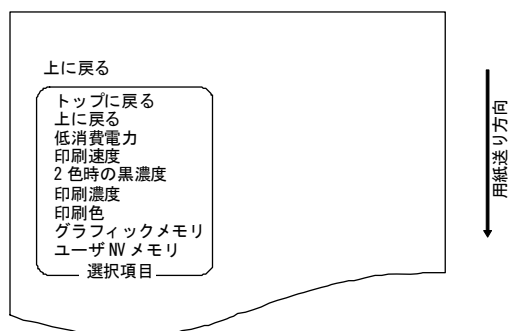 上に戻る
トップに戻る
上に戻る
低消費電力
印刷速度
2色時の黒濃度
印刷濃度
印刷色
グラフィックメモリ
ユーザNVメモリ
選択項目
用紙送り方向